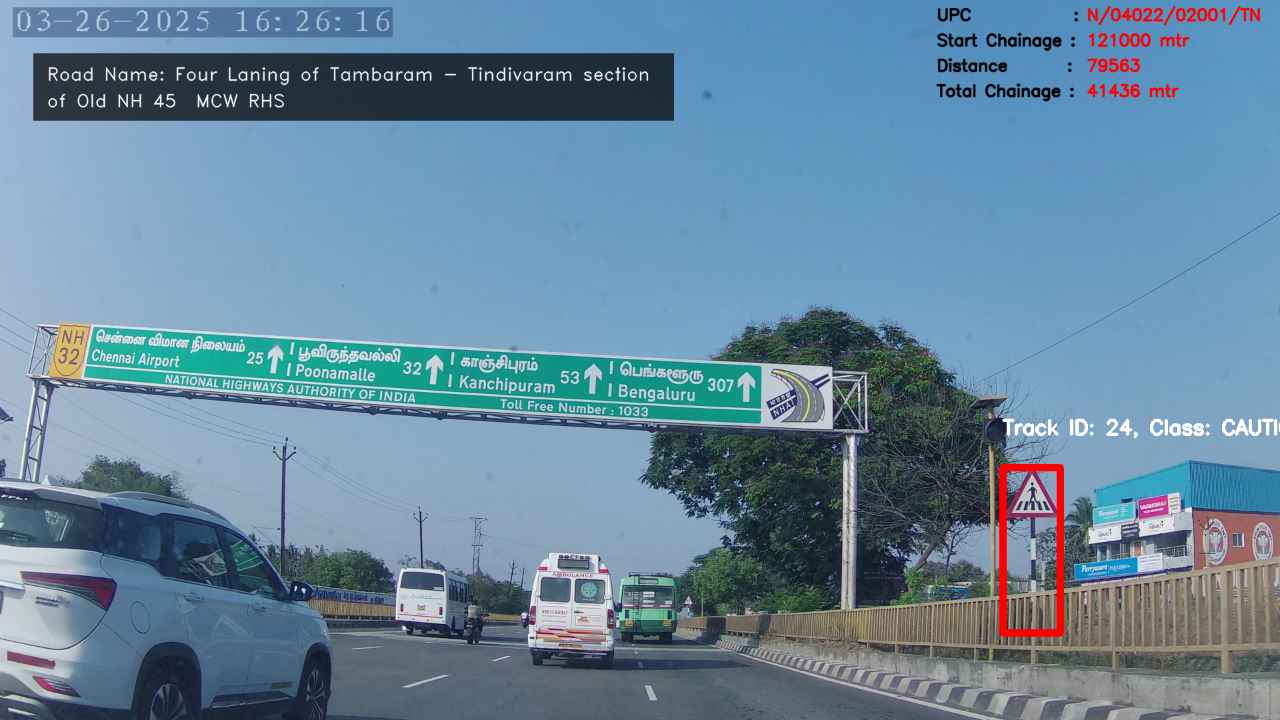 03-26-2025 16:26:16
Road Name: Four Laning of Tambaram - Tindivaram section
of Old NH 45 MCW RHS
UPC : N/04022/02001/TN
Start Chainage : 121000 mtr
Distance : 79563
Total Chainage : 41436 mtr
NH
32
சென்னை விமான நிலையம்
Chennai Airport 25
பூவிருந்தவல்லி
Poonamalle 32
காஞ்சிபுரம்
Kanchipuram 53
பெங்களூரு
Bengaluru 307
NATIONAL HIGHWAYS AUTHORITY OF INDIA
Toll Free Number : 1033
NHAI
Track ID: 24, Class: CAUTI
AMBULANCE